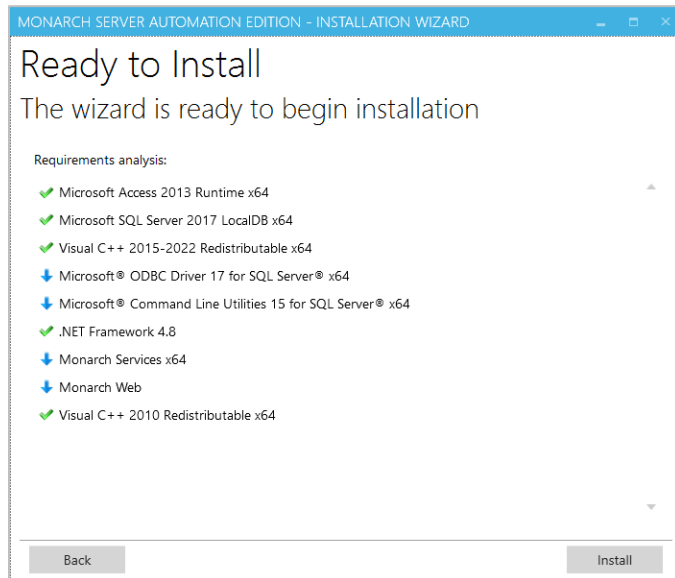 MONARCH SERVER AUTOMATION EDITION - INSTALLATION WIZARD
Ready to Install
The wizard is ready to begin installation
Requirements analysis:
Microsoft Access 2013 Runtime x64
Microsoft SQL Server 2017 LocalDB x64
Visual C++ 2015-2022 Redistributable x64
Microsoft® ODBC Driver 17 for SQL Server® x64
Microsoft® Command Line Utilities 15 for SQL Server® x64
.NET Framework 4.8
Monarch Services x64
Monarch Web
Visual C++ 2010 Redistributable x64
Back
Install